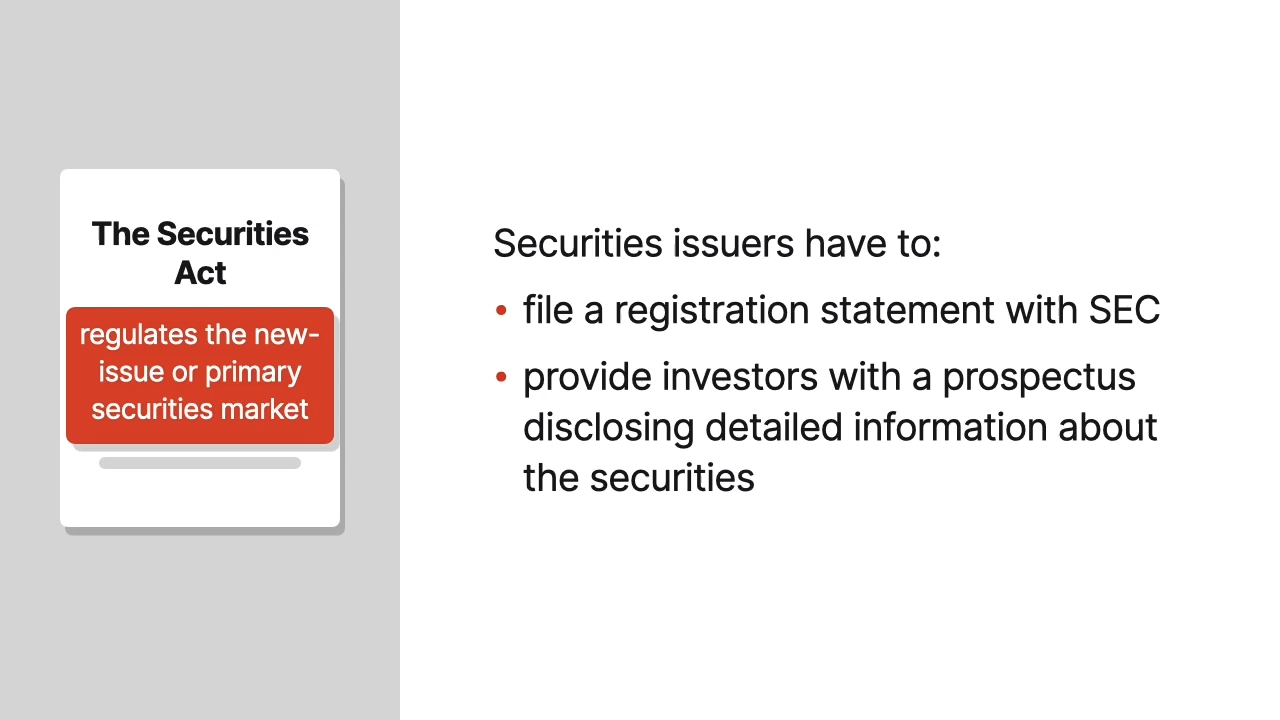 The Securities
Act
regulates the new-
issue or primary
securities market
Securities issuers have to:
• file a registration statement with SEC
• provide investors with a prospectus
disclosing detailed information about
the securities